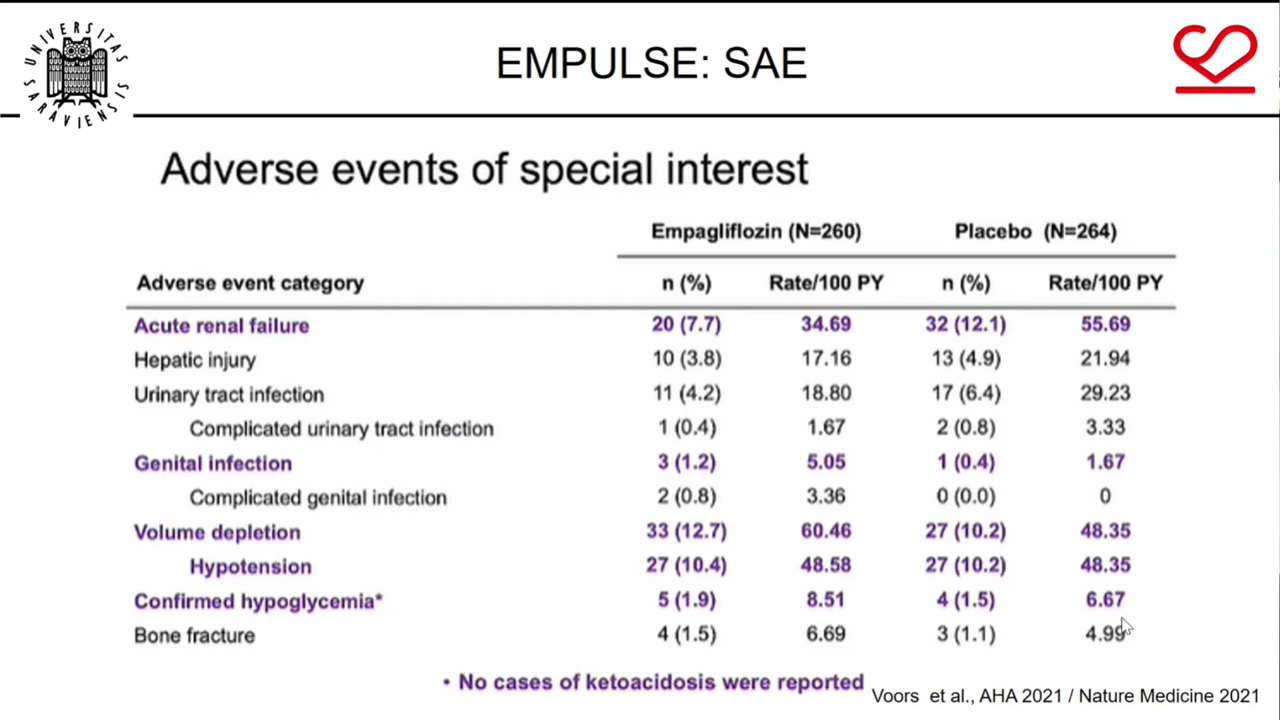 UNIVERSITAS SARAVIENSIS
EMPULSE: SAE
Adverse events of special interest
Empagliflozin (N=260) Placebo (N=264)
Adverse event category n (%) Rate/100 PY n (%) Rate/100 PY
Acute renal failure 20 (7.7) 34.69 32 (12.1) 55.69
Hepatic injury 10 (3.8) 17.16 13 (4.9) 21.94
Urinary tract infection 11 (4.2) 18.80 17 (6.4) 29.23
Complicated urinary tract infection 1 (0.4) 1.67 2 (0.8) 3.33
Genital infection 3 (1.2) 5.05 1 (0.4) 1.67
Complicated genital infection 2 (0.8) 3.36 0 (0.0) 0
Volume depletion 33 (12.7) 60.46 27 (10.2) 48.35
Hypotension 27 (10.4) 48.58 27 (10.2) 48.35
Confirmed hypoglycemia* 5 (1.9) 8.51 4 (1.5) 6.67
Bone fracture 4 (1.5) 6.69 3 (1.1) 4.99
• No cases of ketoacidosis were reported
Voors et al., AHA 2021 / Nature Medicine 2021